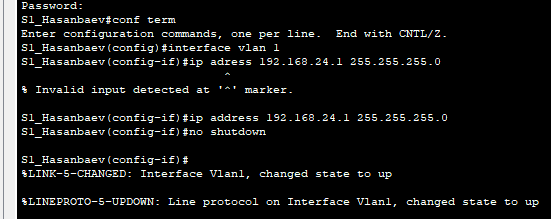 Password:
S1_Hasanbaev#conf term
Enter configuration commands, one per line.  End with CNTL/Z.
S1_Hasanbaev(config)#interface vlan 1
S1_Hasanbaev(config-if)#ip adress 192.168.24.1 255.255.255.0
^
% Invalid input detected at '^' marker.
S1_Hasanbaev(config-if)#ip address 192.168.24.1 255.255.255.0
S1_Hasanbaev(config-if)#no shutdown
S1_Hasanbaev(config-if)#
%LINK-5-CHANGED: Interface Vlan1, changed state to up
%LINEPROTO-5-UPDOWN: Line protocol on Interface Vlan1, changed state to up